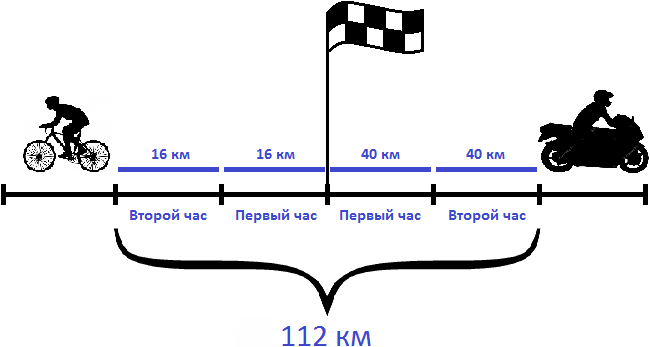 16 км 16 км 40 км 40 км
Второй час Первый час Первый час Второй час
112 км